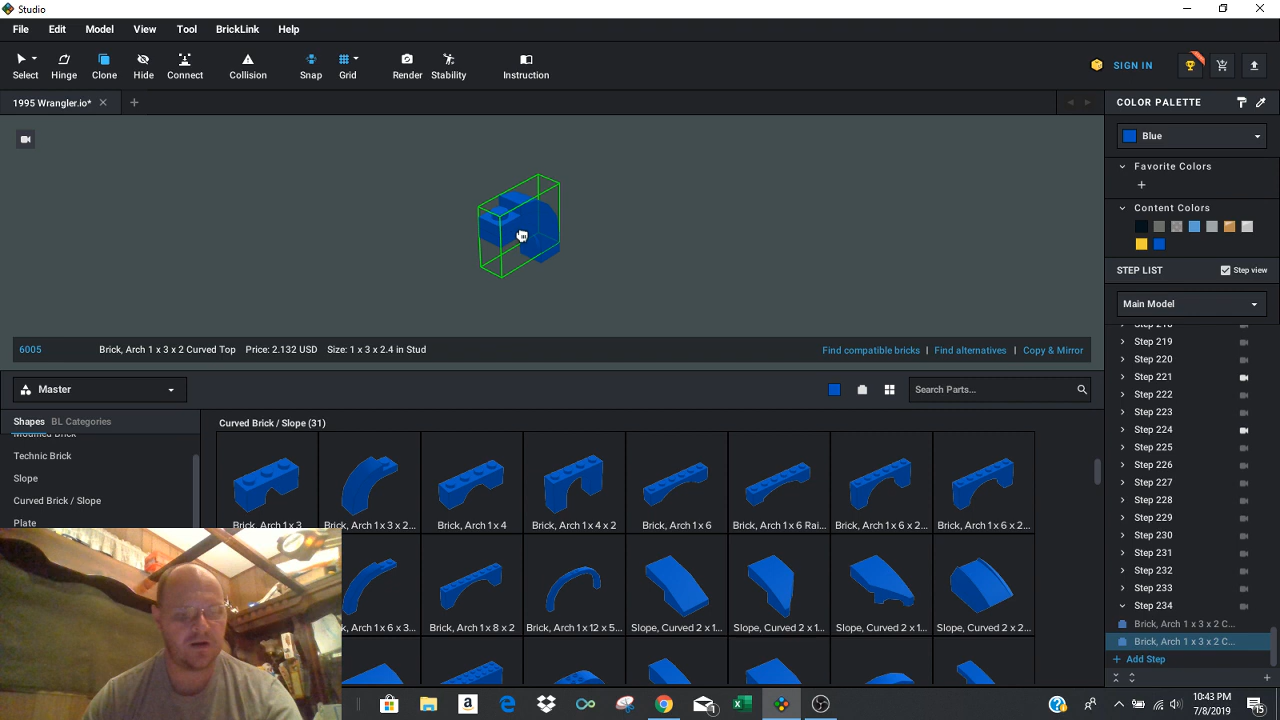 Studio
File Edit Model View Tool BrickLink Help
Select Hinge Clone Hide Connect Collision Snap Grid Render Stability Instruction
SIGN IN
1995 Wrangler.io*
COLOR PALETTE
Blue
Favorite Colors
Content Colors
STEP LIST
Step view
Main Model
Step 218
Step 219
Step 220
Step 221
Step 222
Step 223
Step 224
Step 225
Step 226
Step 227
Step 228
Step 229
Step 230
Step 231
Step 232
Step 233
Step 234
Brick, Arch 1 x 3 x 2 C...
Brick, Arch 1 x 3 x 2 C...
+ Add Step
6005 Brick, Arch 1 x 3 x 2 Curved Top Price: 2.132 USD Size: 1 x 3 x 2.4 in Stud
Find compatible bricks | Find alternatives | Copy & Mirror
Master
Search Parts...
Shapes BL Categories
Modified Brick
Technic Brick
Slope
Curved Brick / Slope
Plate
Curved Brick / Slope (31)
Brick, Arch 1 x 3 Brick, Arch 1 x 3 x 2... Brick, Arch 1 x 4 Brick, Arch 1 x 4 x 2 Brick, Arch 1 x 6 Brick, Arch 1 x 6 Rai... Brick, Arch 1 x 6 x 2... Brick, Arch 1 x 6 x 2...
Arch 1 x 6 x 3... Brick, Arch 1 x 8 x 2 Brick, Arch 1 x 12 x 5... Slope, Curved 2 x 1... Slope, Curved 2 x 1... Slope, Curved 2 x 1... Slope, Curved 2 x 2...
10:43 PM
7/8/2019
15